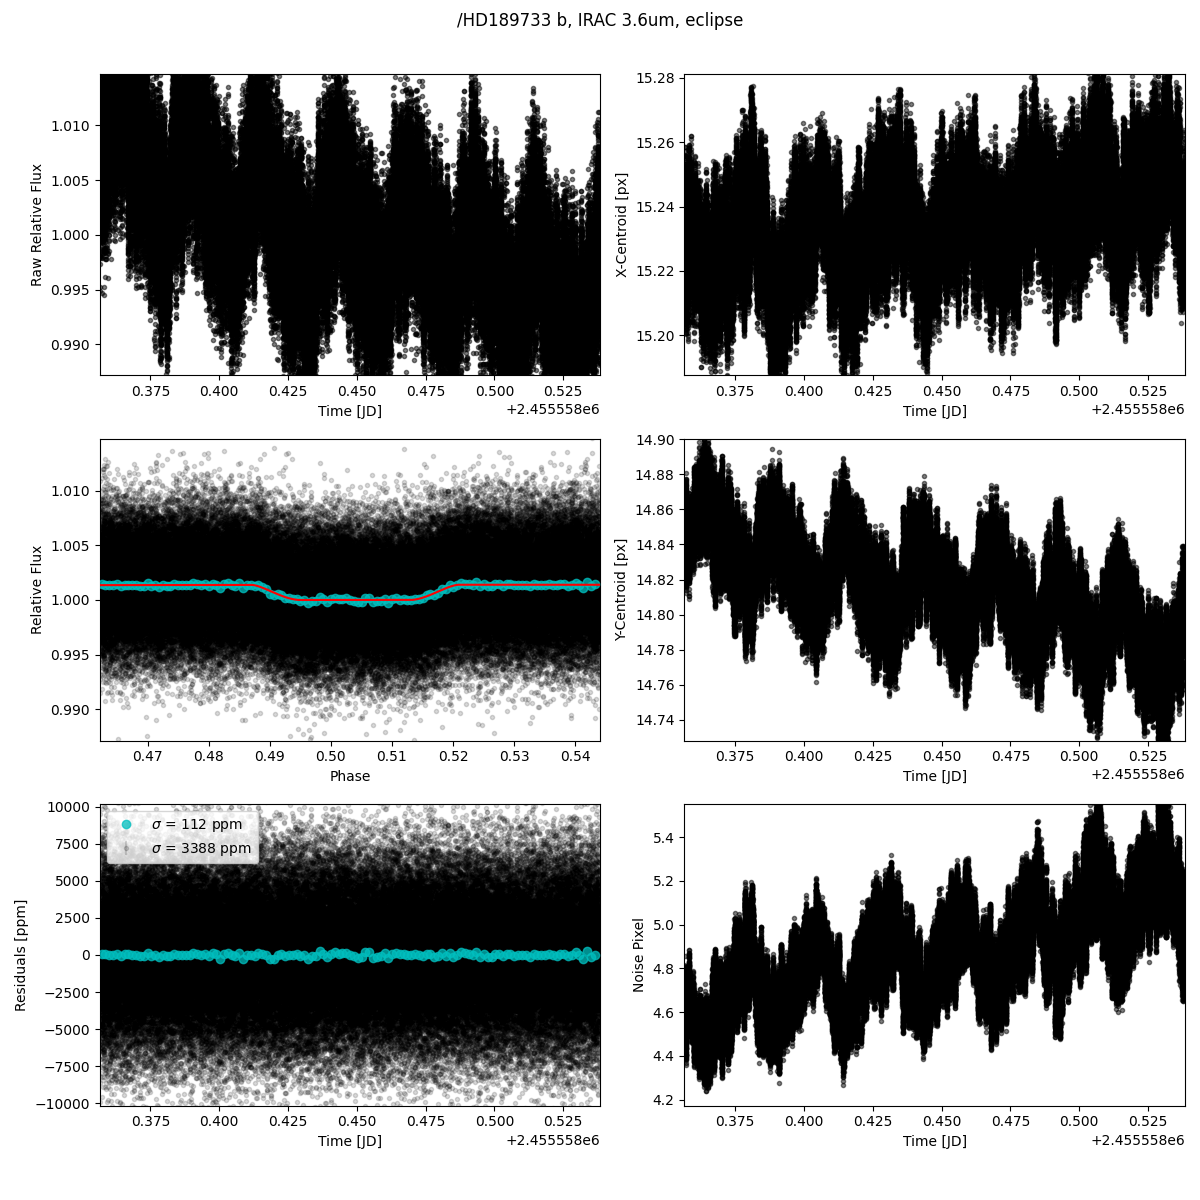 /HD189733 b, IRAC 3.6um, eclipse
Raw Relative Flux
1.010
1.005
1.000
0.995
0.990
0.375 0.400 0.425 0.450 0.475 0.500 0.525
Time [JD]
+2.455558e6
X-Centroid [px]
15.28
15.26
15.24
15.22
15.20
0.375 0.400 0.425 0.450 0.475 0.500 0.525
Time [JD]
+2.455558e6
Relative Flux
1.010
1.005
1.000
0.995
0.990
0.47 0.48 0.49 0.50 0.51 0.52 0.53 0.54
Phase
Y-Centroid [px]
14.90
14.88
14.86
14.84
14.82
14.80
14.78
14.76
14.74
0.375 0.400 0.425 0.450 0.475 0.500 0.525
Time [JD]
+2.455558e6
Residuals [ppm]
10000
7500
5000
2500
0
−2500
−5000
−7500
−10000
σ = 112 ppm
σ = 3388 ppm
0.375 0.400 0.425 0.450 0.475 0.500 0.525
Time [JD]
+2.455558e6
Noise Pixel
5.4
5.2
5.0
4.8
4.6
4.4
4.2
0.375 0.400 0.425 0.450 0.475 0.500 0.525
Time [JD]
+2.455558e6